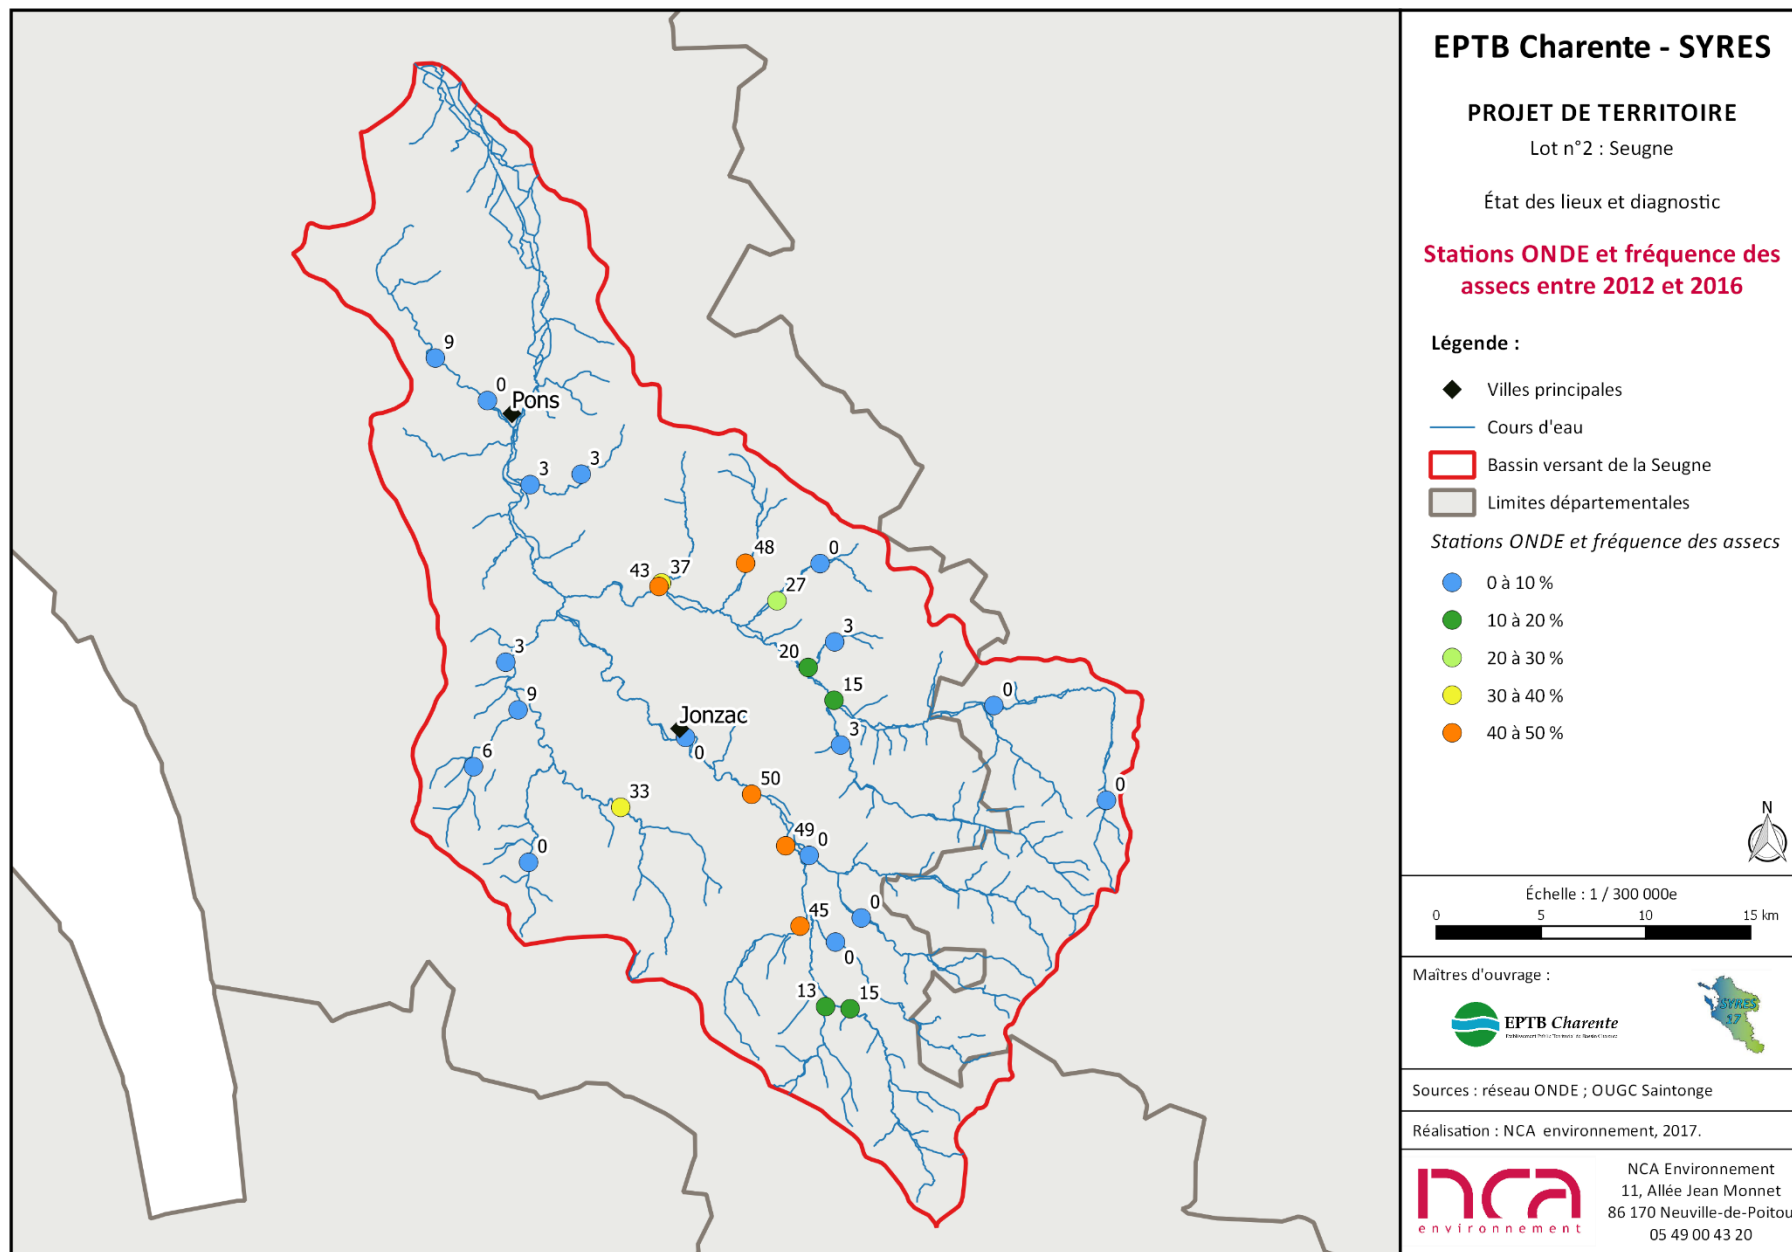 EPTB Charente - SYRES
PROJET DE TERRITOIRE
Lot n°2 : Seugne
État des lieux et diagnostic
Stations ONDE et fréquence des
assecs entre 2012 et 2016
Légende :
Villes principales
Cours d'eau
Bassin versant de la Seugne
Limites départementales
Stations ONDE et fréquence des assecs
0 à 10 %
10 à 20 %
20 à 30 %
30 à 40 %
40 à 50 %
N
Échelle : 1 / 300 000e
0 5 10 15 km
Maîtres d'ouvrage :
EPTB Charente
SYRES
17
Sources : réseau ONDE ; OUGC Saintonge
Réalisation : NCA environnement, 2017.
nca
environnement
NCA Environnement
11, Allée Jean Monnet
86 170 Neuville-de-Poitou
05 49 00 43 20
9
0
Pons
3
3
48
0
43
37
27
3
20
15
3
9
3
0
Jonzac
0
6
50
0
33
49
0
0
0
45
0
13
15